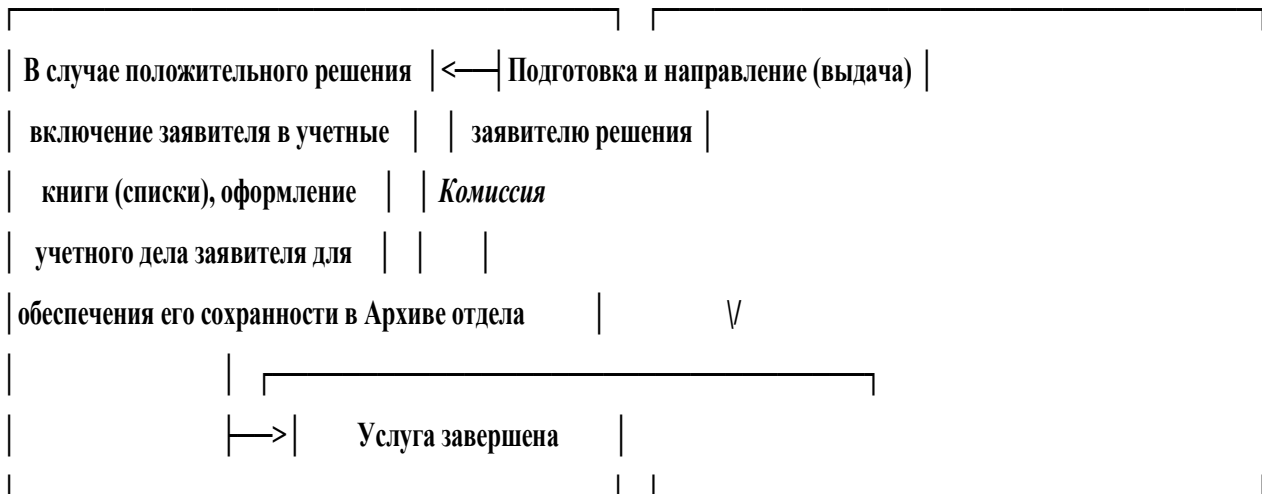 │ В случае положительного решения │<──┤Подготовка и направление (выдача) │
│ включение заявителя в учетные │ │ заявителю решения │
│ книги (списки), оформление │ │ Комиссия
│ учетного дела заявителя для │ │ │
│обеспечения его сохранности в Архиве отдела │ \/
│ ├──>│ Услуга завершена │